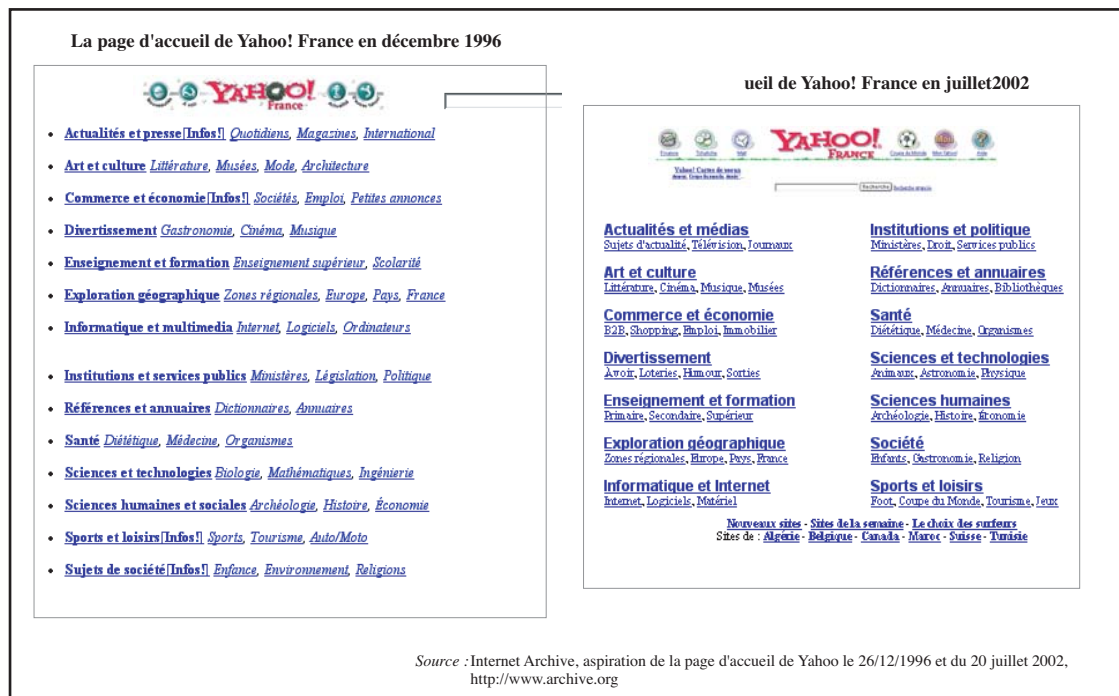 La page d'accueil de Yahoo! France en décembre 1996
YAHOO!
France
• Actualités et presse[Infos!] Quotidiens, Magazines, International
• Art et culture Littérature, Musées, Mode, Architecture
• Commerce et économie[Infos!] Sociétés, Emploi, Petites annonces
• Divertissement Gastronomie, Cinéma, Musique
• Enseignement et formation Enseignement supérieur, Scolarité
• Exploration géographique Zones régionales, Europe, Pays, France
• Informatique et multimedia Internet, Logiciels, Ordinateurs
• Institutions et services publics Ministères, Législation, Politique
• Références et annuaires Dictionnaires, Annuaires
• Santé Diététique, Médecine, Organismes
• Sciences et technologies Biologie, Mathématiques, Ingénierie
• Sciences humaines et sociales Archéologie, Histoire, Économie
• Sports et loisirs[Infos!] Sports, Tourisme, Auto/Moto
• Sujets de société[Infos!] Enfance, Environnement, Religions
ueil de Yahoo! France en juillet2002
YAHOO!
FRANCE
Mail
Coupe du Monde
Aide
Yahoo! Cartes de voeux
Recherche
Actualités et médias
Sujets d'actualité, Télévision, Journaux
Art et culture
Littérature, Cinéma, Musique, Musées
Commerce et économie
B2B, Shopping, Emploi, Immobilier
Divertissement
A voir, Loteries, Humour, Sorties
Enseignement et formation
Primaire, Secondaire, Supérieur
Exploration géographique
Zones régionales, Europe, Pays, France
Informatique et Internet
Internet, Logiciels, Matériel
Institutions et politique
Ministères, Droit, Services publics
Références et annuaires
Dictionnaires, Annuaires, Bibliothèques
Santé
Diététique, Médecine, Organismes
Sciences et technologies
Animaux, Astronomie, Physique
Sciences humaines
Archéologie, Histoire, Économie
Société
Enfants, Gastronomie, Religion
Sports et loisirs
Foot, Coupe du Monde, Tourisme, Jeux
Nouveaux sites - Sites de la semaine - Le choix des surfeurs
Sites de : Algérie - Belgique - Canada - Maroc - Suisse - Tunisie
Source : Internet Archive, aspiration de la page d'accueil de Yahoo le 26/12/1996 et du 20 juillet 2002,
http://www.archive.org